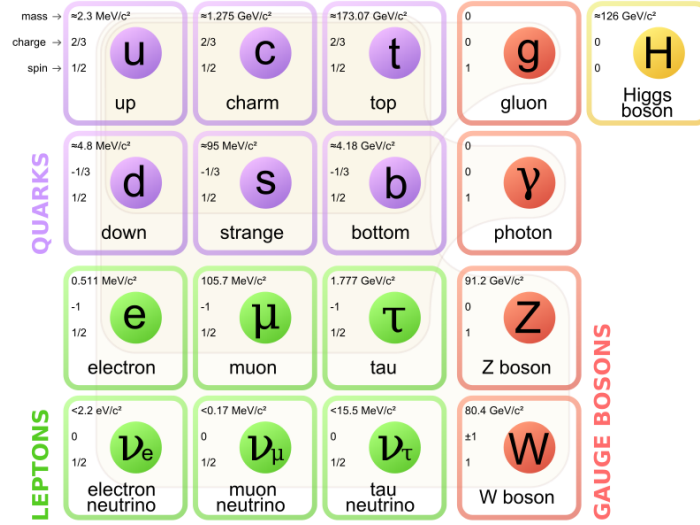 mass →
charge →
spin →
≈2.3 MeV/c²
2/3
1/2
u
up
≈1.275 GeV/c²
2/3
1/2
c
charm
≈173.07 GeV/c²
2/3
1/2
t
top
0
0
1
g
gluon
≈126 GeV/c²
0
0
H
Higgs
boson
QUARKS
≈4.8 MeV/c²
-1/3
1/2
d
down
≈95 MeV/c²
-1/3
1/2
s
strange
≈4.18 GeV/c²
-1/3
1/2
b
bottom
0
0
1
γ
photon
LEPTONS
0.511 MeV/c²
-1
1/2
e
electron
105.7 MeV/c²
-1
1/2
μ
muon
1.777 GeV/c²
-1
1/2
τ
tau
91.2 GeV/c²
0
1
Z
Z boson
GAUGE BOSONS
<2.2 eV/c²
0
1/2
νe
electron
neutrino
<0.17 MeV/c²
0
1/2
νμ
muon
neutrino
<15.5 MeV/c²
0
1/2
ντ
tau
neutrino
80.4 GeV/c²
±1
1
W
W boson